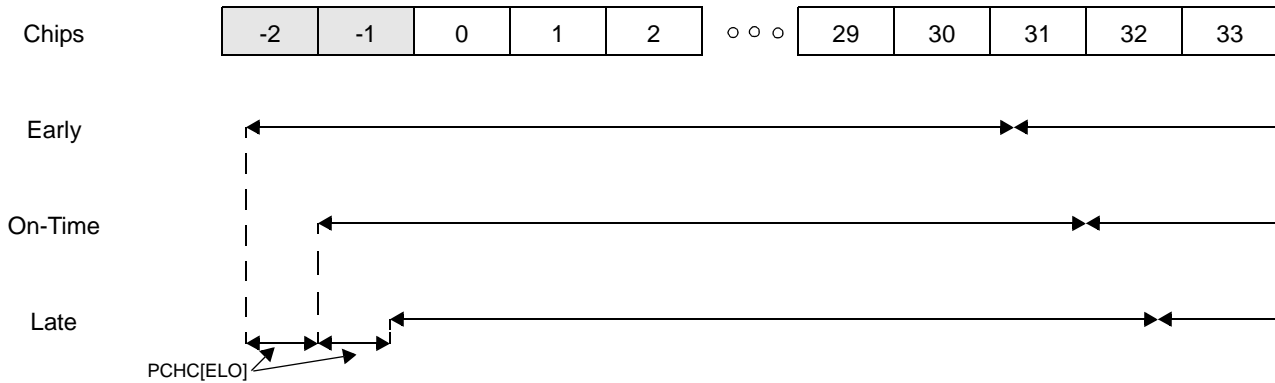 Chips -2 -1 0 1 2 29 30 31 32 33
Early
On-Time
Late
PCHC[ELO]